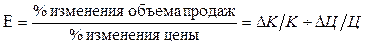 E = % изменения объема продаж / % изменения цены = ΔК/К ÷ ΔЦ/Ц